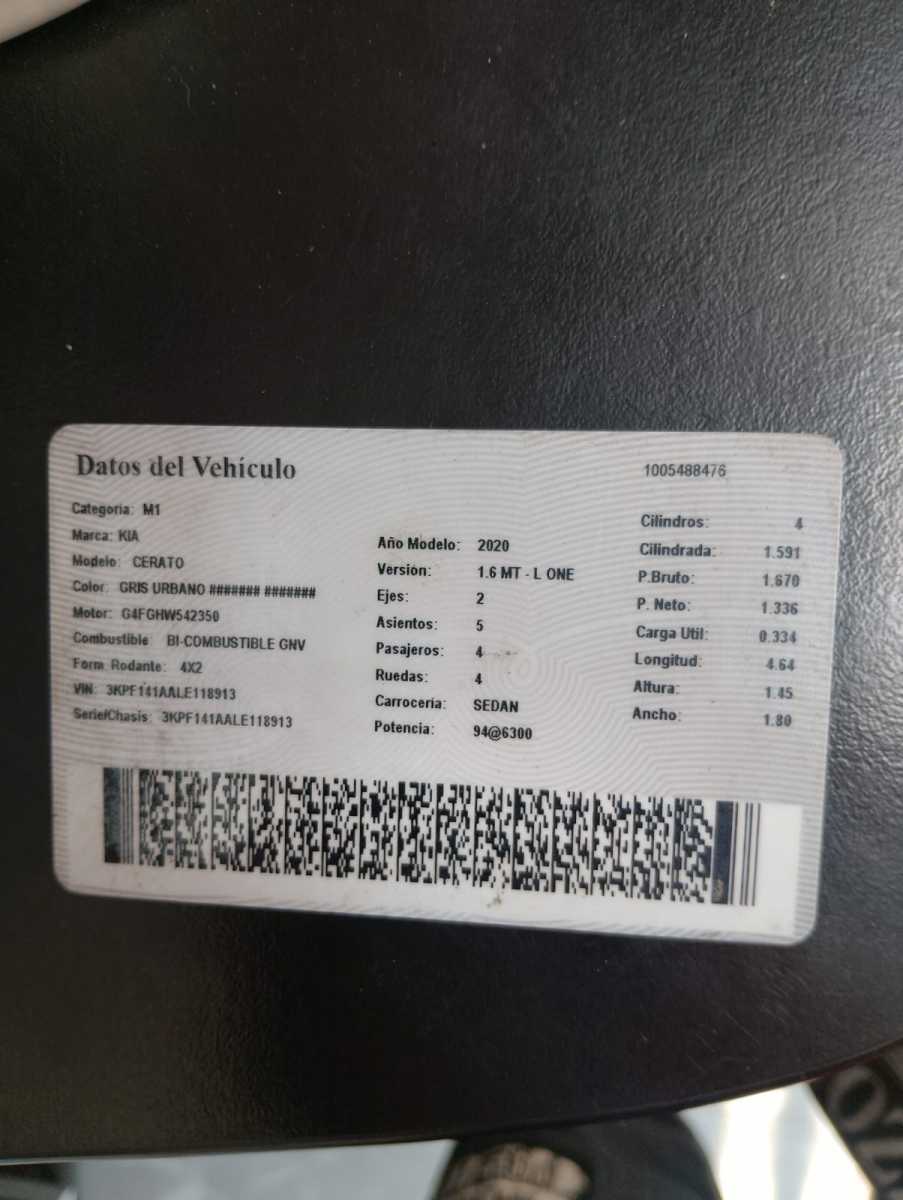 Datos del Vehículo
1005488476
Categoría: M1
Marca: KIA
Modelo: CERATO
Color: GRIS URBANO ####### #######
Motor: G4FGHW542350
Combustible: BI-COMBUSTIBLE GNV
Form. Rodante: 4X2
VIN: 3KPF141AALE118913
Serie/Chasis: 3KPF141AALE118913
Año Modelo: 2020
Versión: 1.6 MT - L ONE
Ejes: 2
Asientos: 5
Pasajeros: 4
Ruedas: 4
Carrocería: SEDAN
Potencia: 94@6300
Cilindros: 4
Cilindrada: 1.591
P.Bruto: 1.670
P. Neto: 1.336
Carga Util: 0.334
Longitud: 4.64
Altura: 1.45
Ancho: 1.80